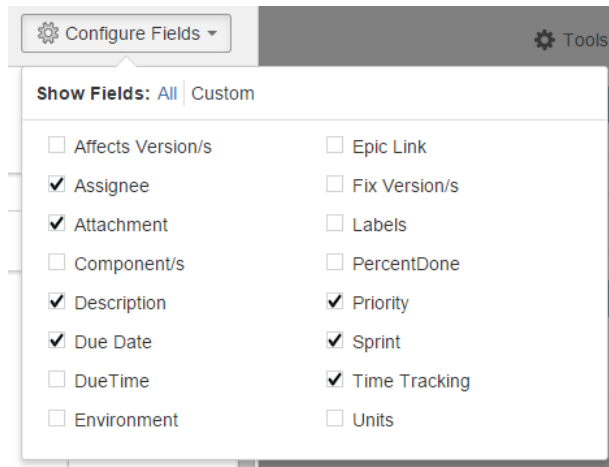 Configure Fields
Tools
Show Fields: All Custom
Affects Version/s
Assignee
Attachment
Component/s
Description
Due Date
DueTime
Environment
Epic Link
Fix Version/s
Labels
PercentDone
Priority
Sprint
Time Tracking
Units